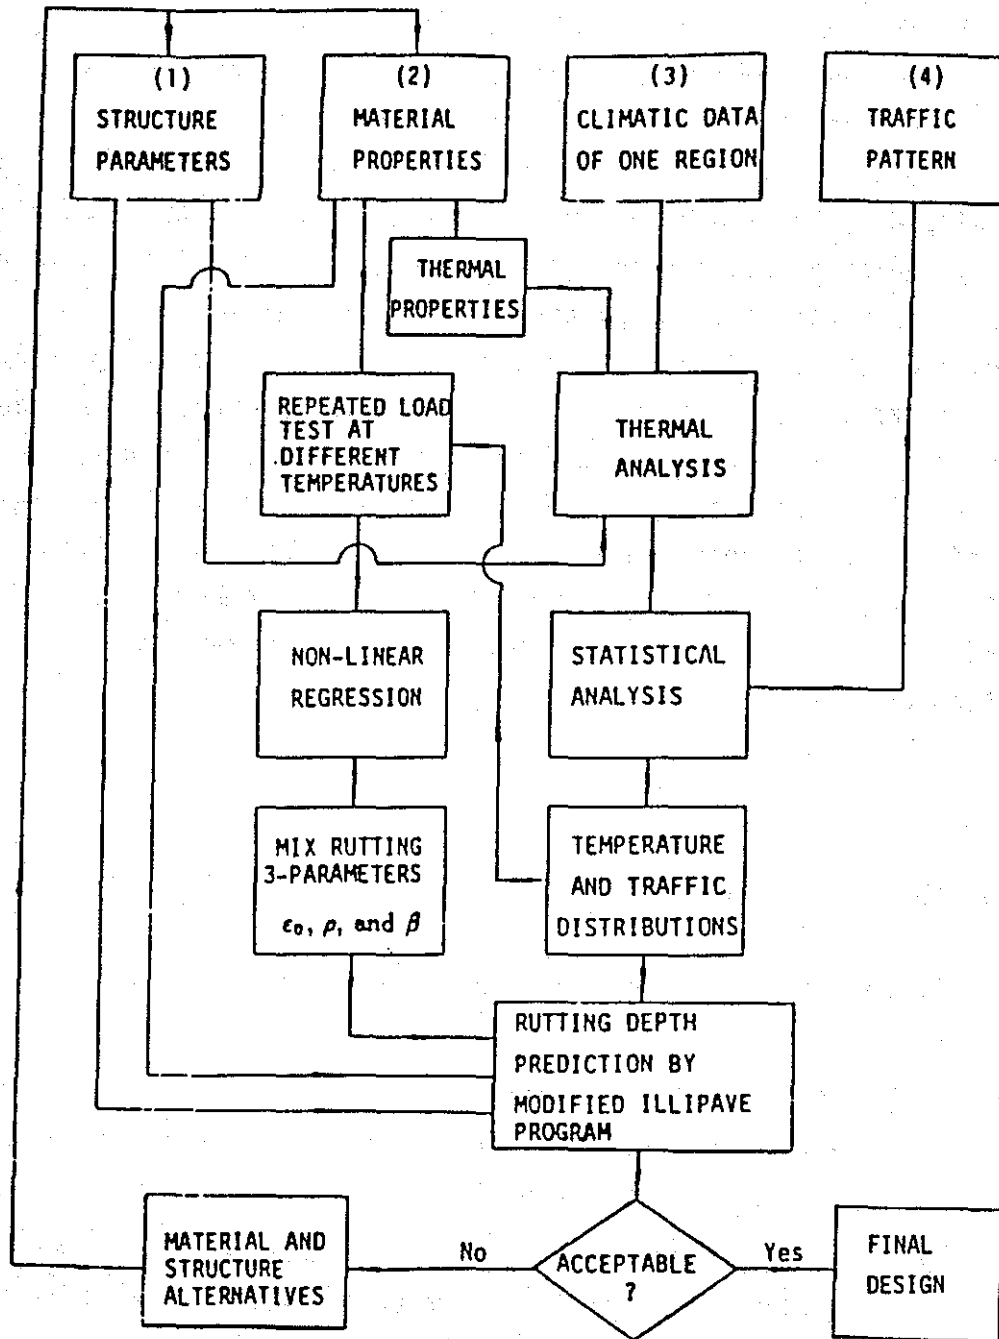 (1)
STRUCTURE
PARAMETERS
(2)
MATERIAL
PROPERTIES
(3)
CLIMATIC DATA
OF ONE REGION
(4)
TRAFFIC
PATTERN
THERMAL
PROPERTIES
REPEATED LOAD
TEST AT
DIFFERENT
TEMPERATURES
THERMAL
ANALYSIS
NON-LINEAR
REGRESSION
STATISTICAL
ANALYSIS
MIX RUTTING
3-PARAMETERS
ε₀, ρ, and β
TEMPERATURE
AND TRAFFIC
DISTRIBUTIONS
RUTTING DEPTH
PREDICTION BY
MODIFIED ILLIPAVE
PROGRAM
MATERIAL AND
STRUCTURE
ALTERNATIVES
No
ACCEPTABLE
?
Yes
FINAL
DESIGN